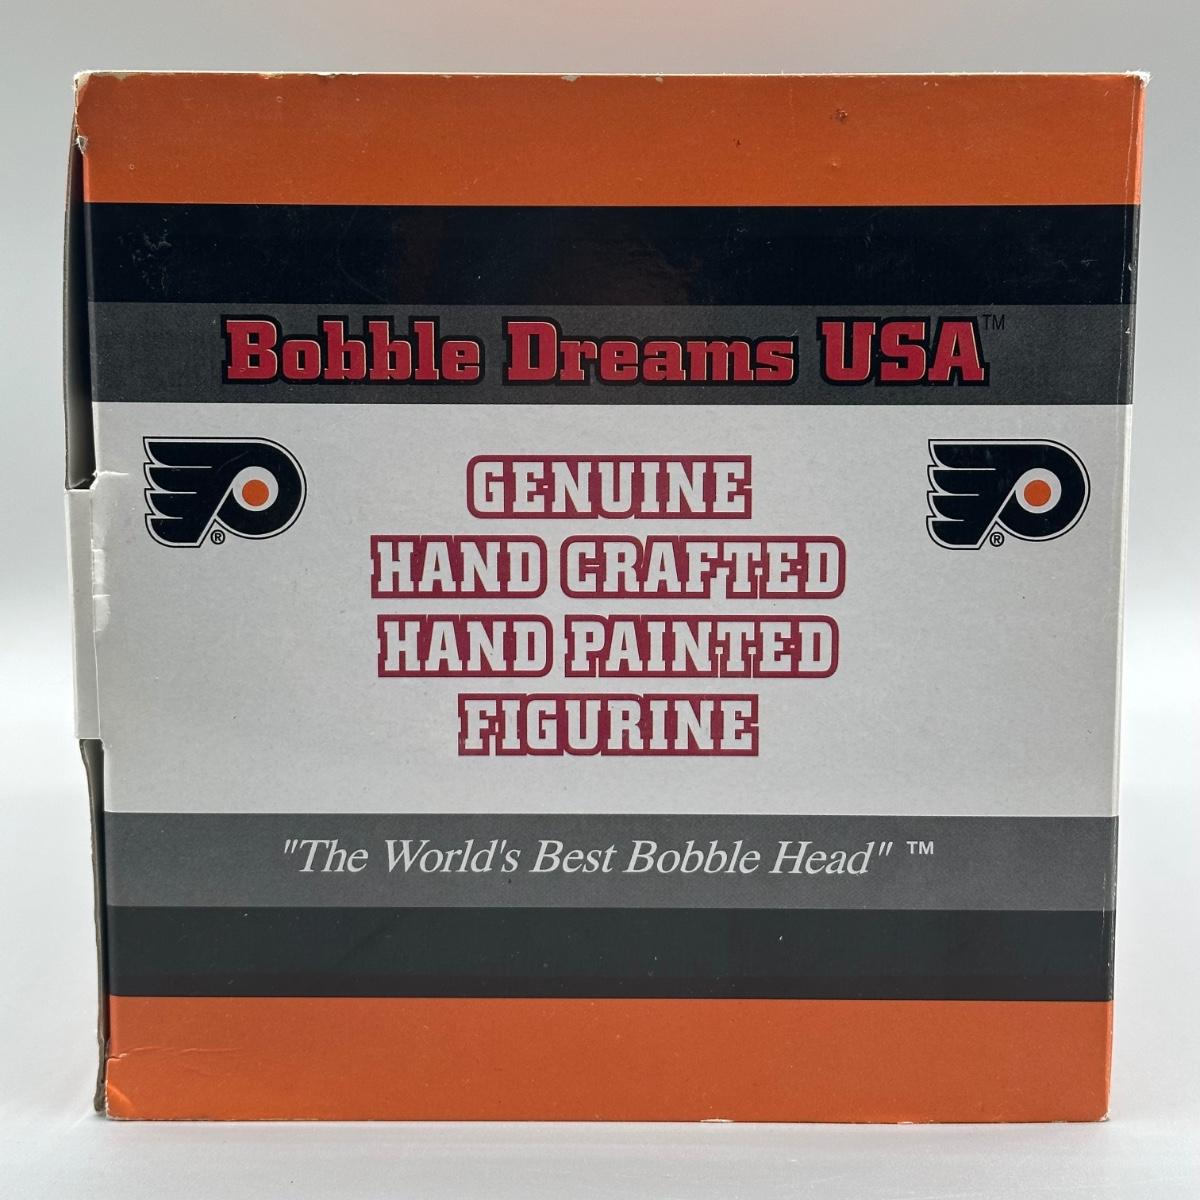 Bobble Dreams USA™
®
®
GENUINE
HAND CRAFTED
HAND PAINTED
FIGURINE
"The World's Best Bobble Head" ™